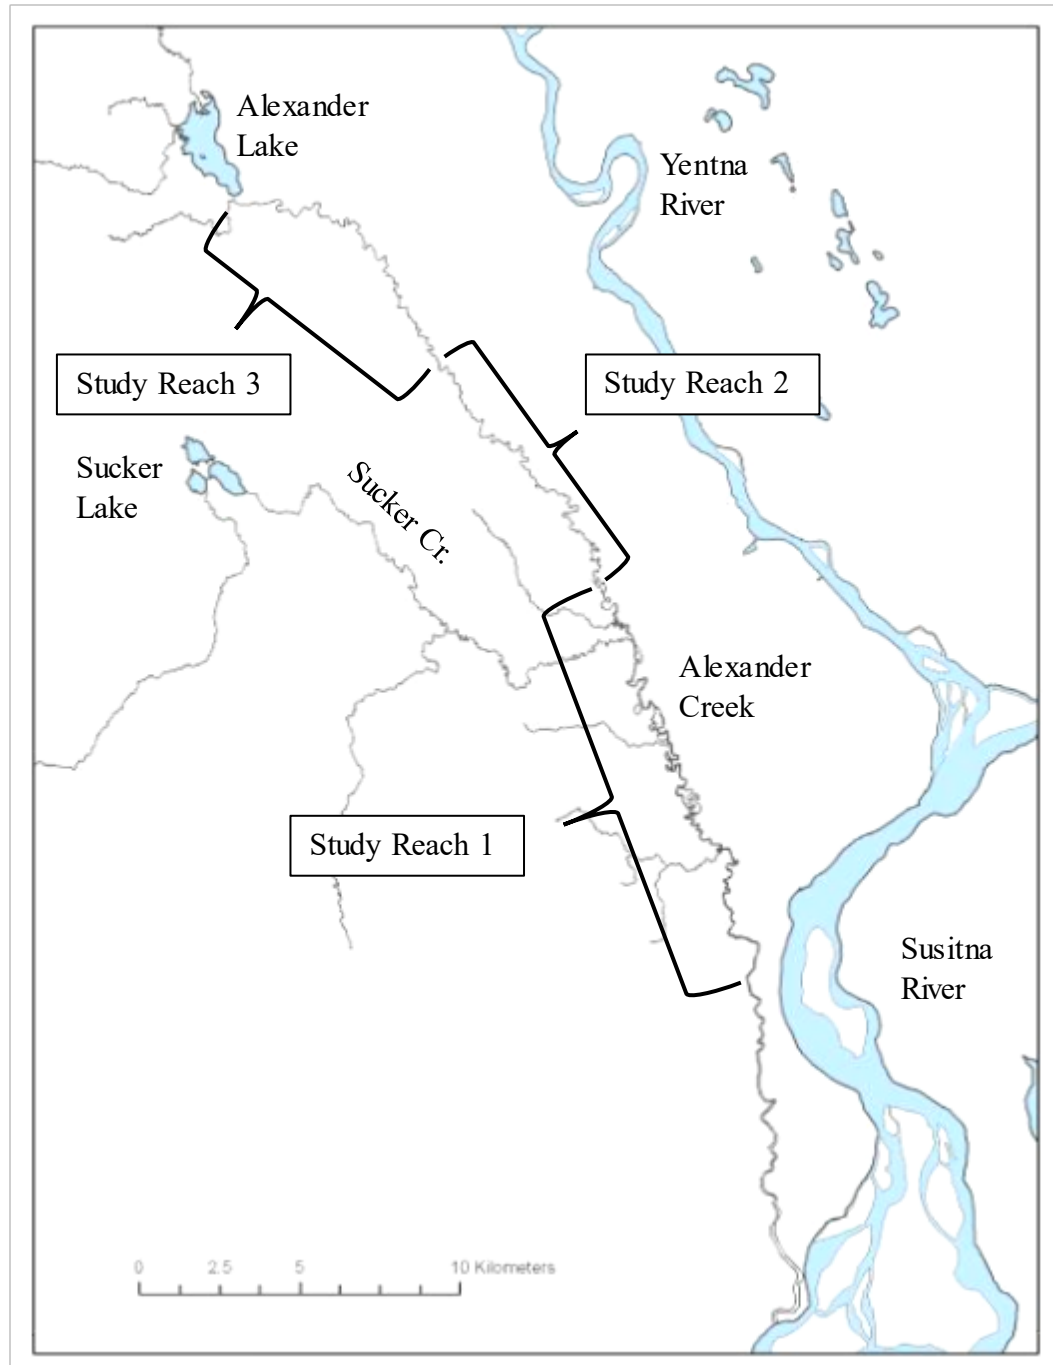 Alexander
Lake
Yentna
River
Study Reach 3
Study Reach 2
Sucker
Lake
Sucker Cr.
Alexander
Creek
Study Reach 1
Susitna
River
0 2.5 5 10 Kilometers